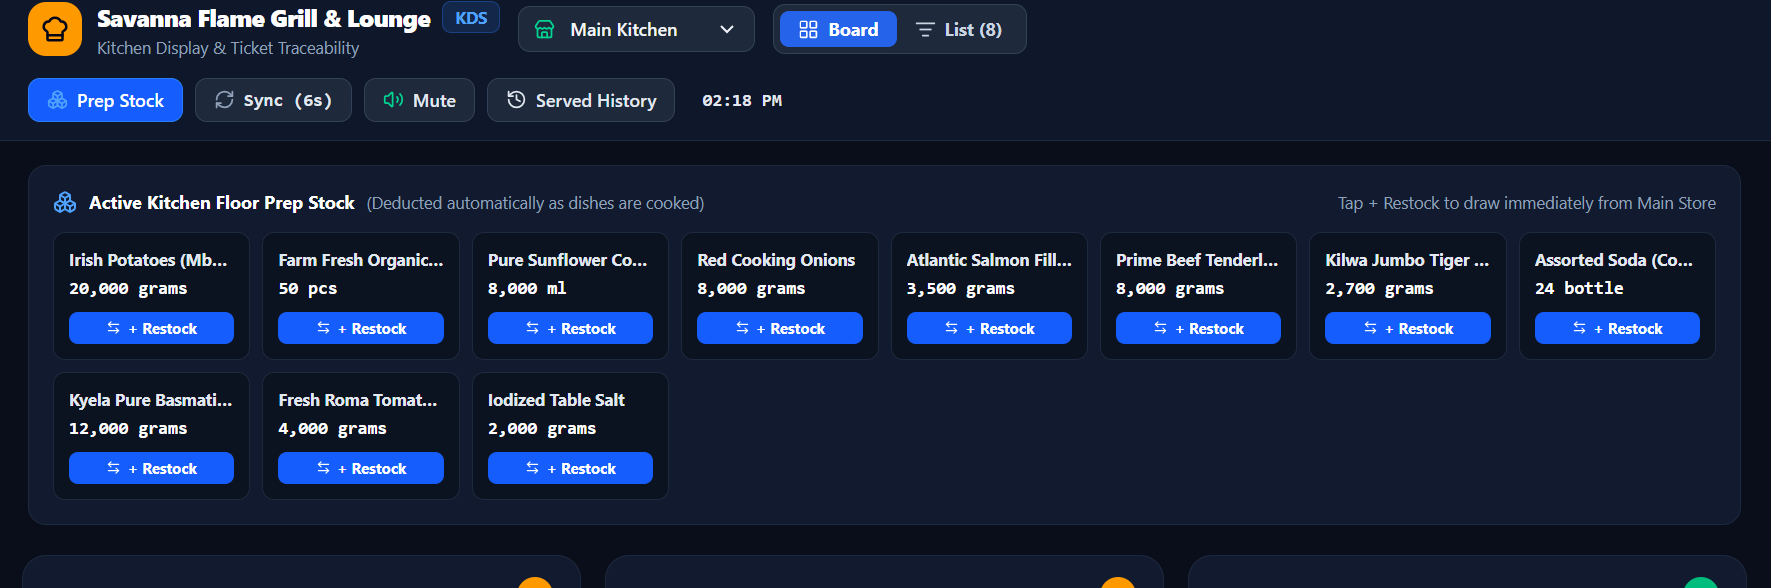 Savanna Flame Grill & Lounge KDS
Kitchen Display & Ticket Traceability
Main Kitchen
Board
List (8)
Prep Stock
Sync (6s)
Mute
Served History
02:18 PM
Active Kitchen Floor Prep Stock (Deducted automatically as dishes are cooked)
Tap + Restock to draw immediately from Main Store
Irish Potatoes (Mb...
20,000 grams
+ Restock
Farm Fresh Organic...
50 pcs
+ Restock
Pure Sunflower Co...
8,000 ml
+ Restock
Red Cooking Onions
8,000 grams
+ Restock
Atlantic Salmon Fill...
3,500 grams
+ Restock
Prime Beef Tenderl...
8,000 grams
+ Restock
Kilwa Jumbo Tiger ...
2,700 grams
+ Restock
Assorted Soda (Co...
24 bottle
+ Restock
Kyela Pure Basmati...
12,000 grams
+ Restock
Fresh Roma Tomat...
4,000 grams
+ Restock
Iodized Table Salt
2,000 grams
+ Restock